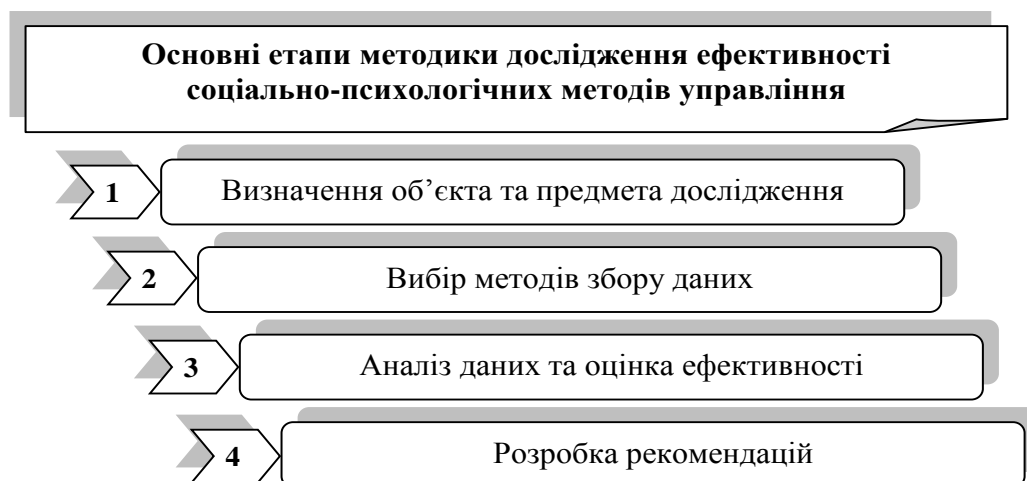 Основні етапи методики дослідження ефективності
соціально-психологічних методів управління
1 Визначення об’єкта та предмета дослідження
2 Вибір методів збору даних
3 Аналіз даних та оцінка ефективності
4 Розробка рекомендацій